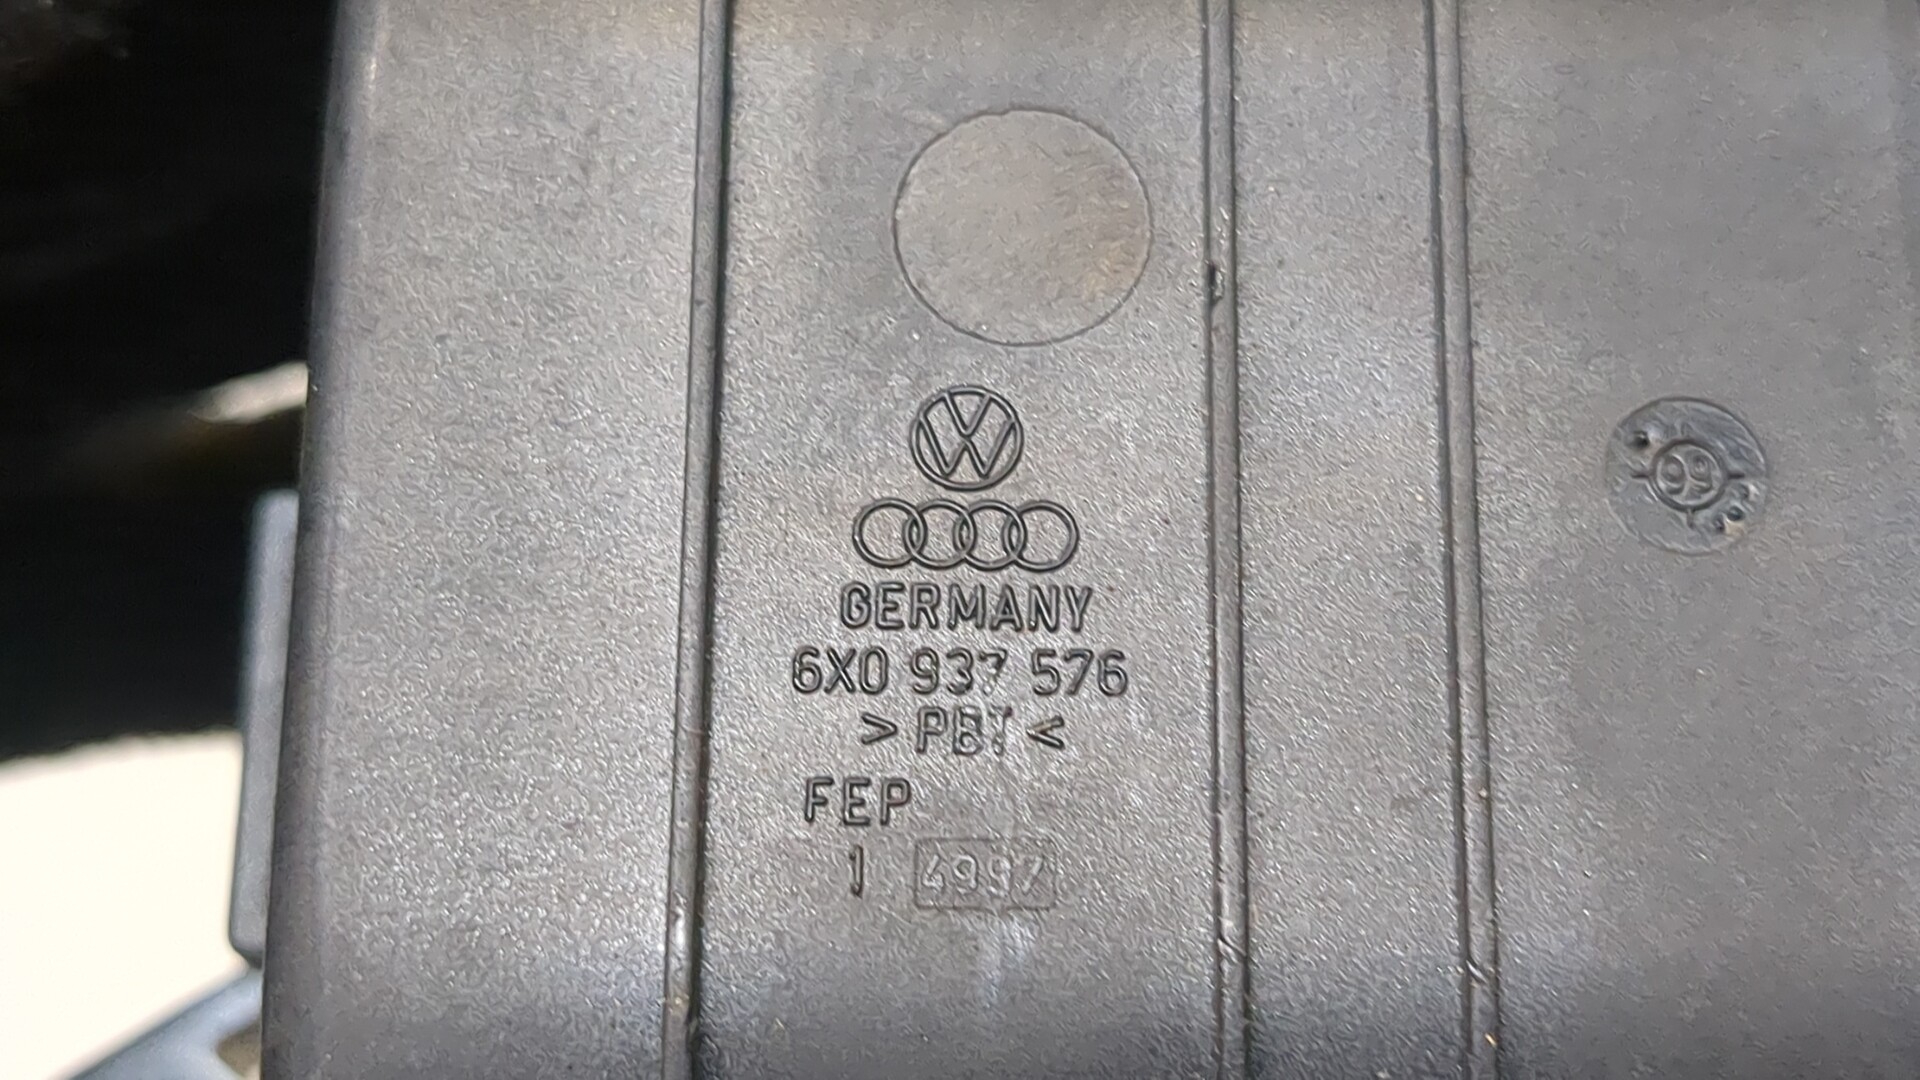 GERMANY
6X0 937 576
>PBT<
FEP
1 4997
99